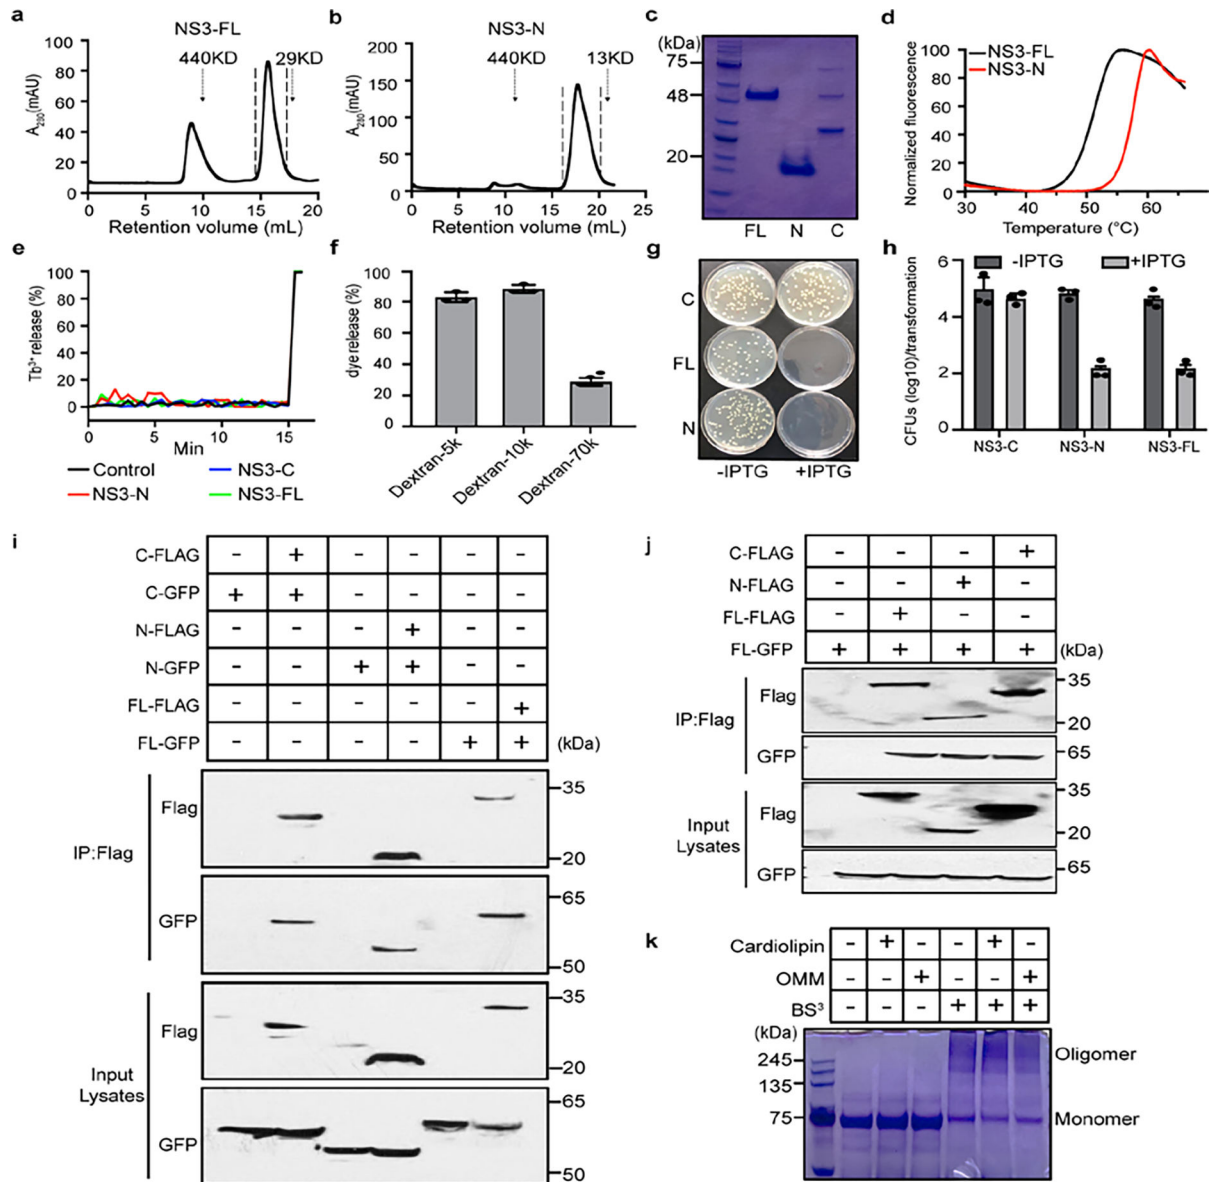 a
NS3-FL
440KD
29KD
A280(mAU)
100
80
60
40
20
0
0
5
10
15
20
Retention volume (mL)
b
NS3-N
440KD
13KD
A280(mAU)
200
150
100
50
0
0
5
10
15
20
25
Retention volume (mL)
c
(kDa)
75
48
20
FL
N
C
d
NS3-FL
NS3-N
Normalized fluorescence
100
80
60
40
20
0
30
40
50
60
Temperature (°C)
e
Tb³⁺ release (%)
100
80
60
40
20
0
0
5
10
15
Min
Control
NS3-C
NS3-N
NS3-FL
f
dye release (%)
100
80
60
40
20
0
Dextran-5k
Dextran-10k
Dextran-70k
g
C
FL
N
-IPTG
+IPTG
h
-IPTG
+IPTG
CFUs (log10)/transformation
6
4
2
0
NS3-C
NS3-N
NS3-FL
i
C-FLAG - + - - - -
C-GFP + + - - - -
N-FLAG - - - + - -
N-GFP - - + + - -
FL-FLAG - - - - - +
FL-GFP - - - - + + (kDa)
IP:Flag
Flag
35
20
GFP
65
50
Input Lysates
Flag
35
20
GFP
65
50
j
C-FLAG - - - +
N-FLAG - - + -
FL-FLAG - + - -
FL-GFP + + + + (kDa)
IP:Flag
Flag
35
20
GFP
65
Input
Lysates
Flag
35
20
GFP
65
k
Cardiolipin - + - - + -
OMM - - + - - +
BS³ - - - + + +
(kDa)
245
135
75
Oligomer
Monomer